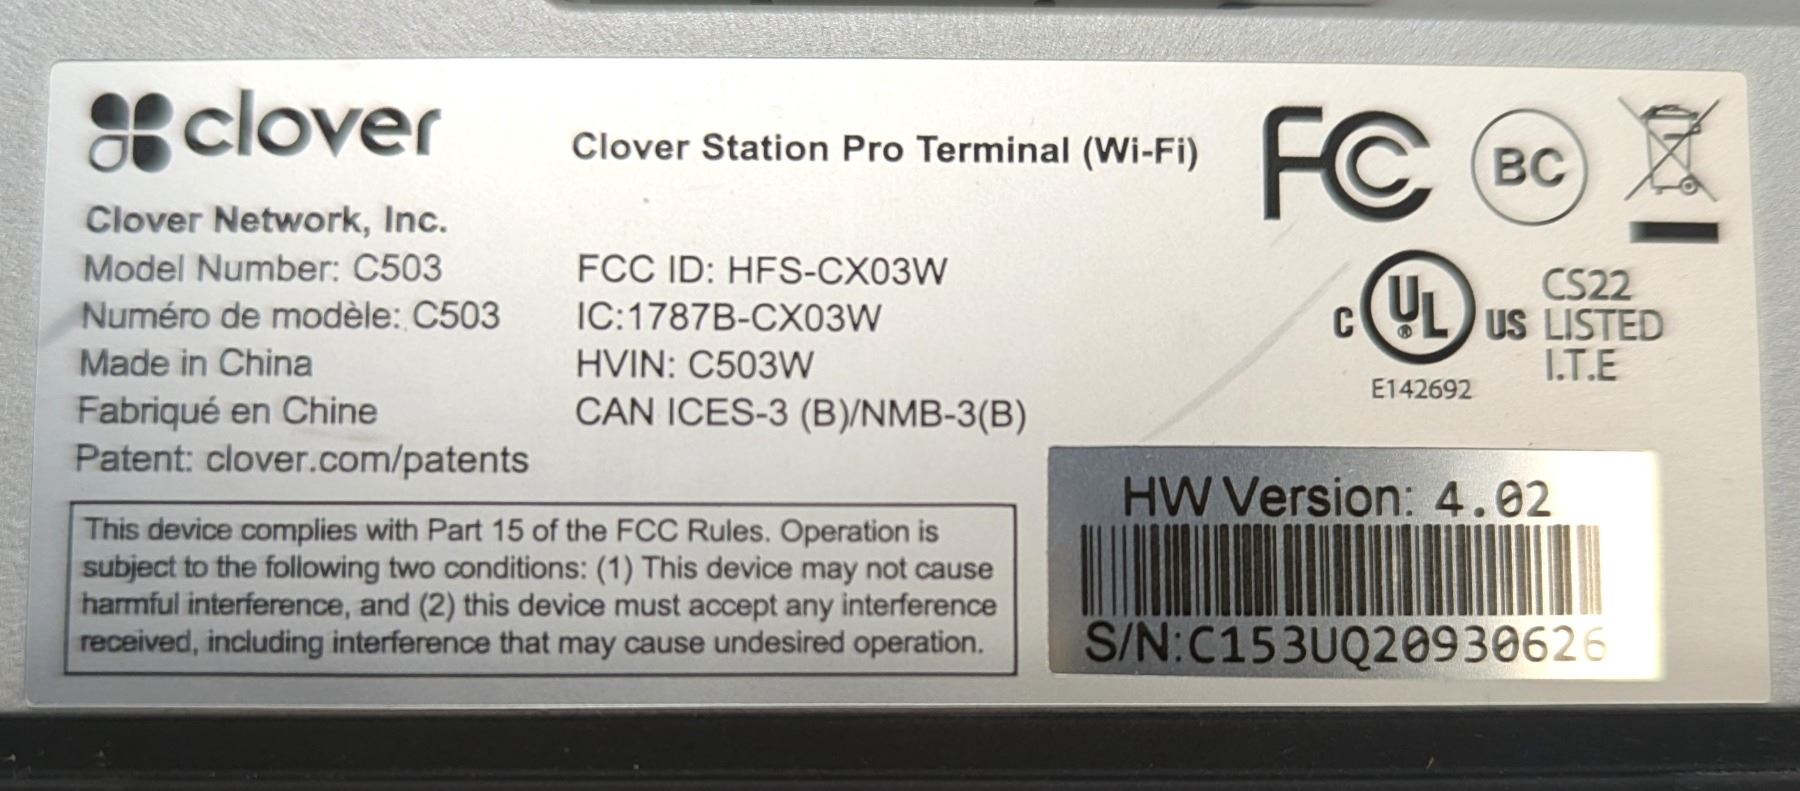 clover
Clover Station Pro Terminal (Wi-Fi)
FC
BC
Clover Network, Inc.
Model Number: C503
Numéro de modèle: C503
Made in China
Fabriqué en Chine
Patent: clover.com/patents
FCC ID: HFS-CX03W
IC:1787B-CX03W
HVIN: C503W
CAN ICES-3 (B)/NMB-3(B)
C UL® US
CS22
LISTED
I.T.E
E142692
This device complies with Part 15 of the FCC Rules. Operation is
subject to the following two conditions: (1) This device may not cause
harmful interference, and (2) this device must accept any interference
received, including interference that may cause undesired operation.
HW Version: 4.02
S/N:C153UQ20930626